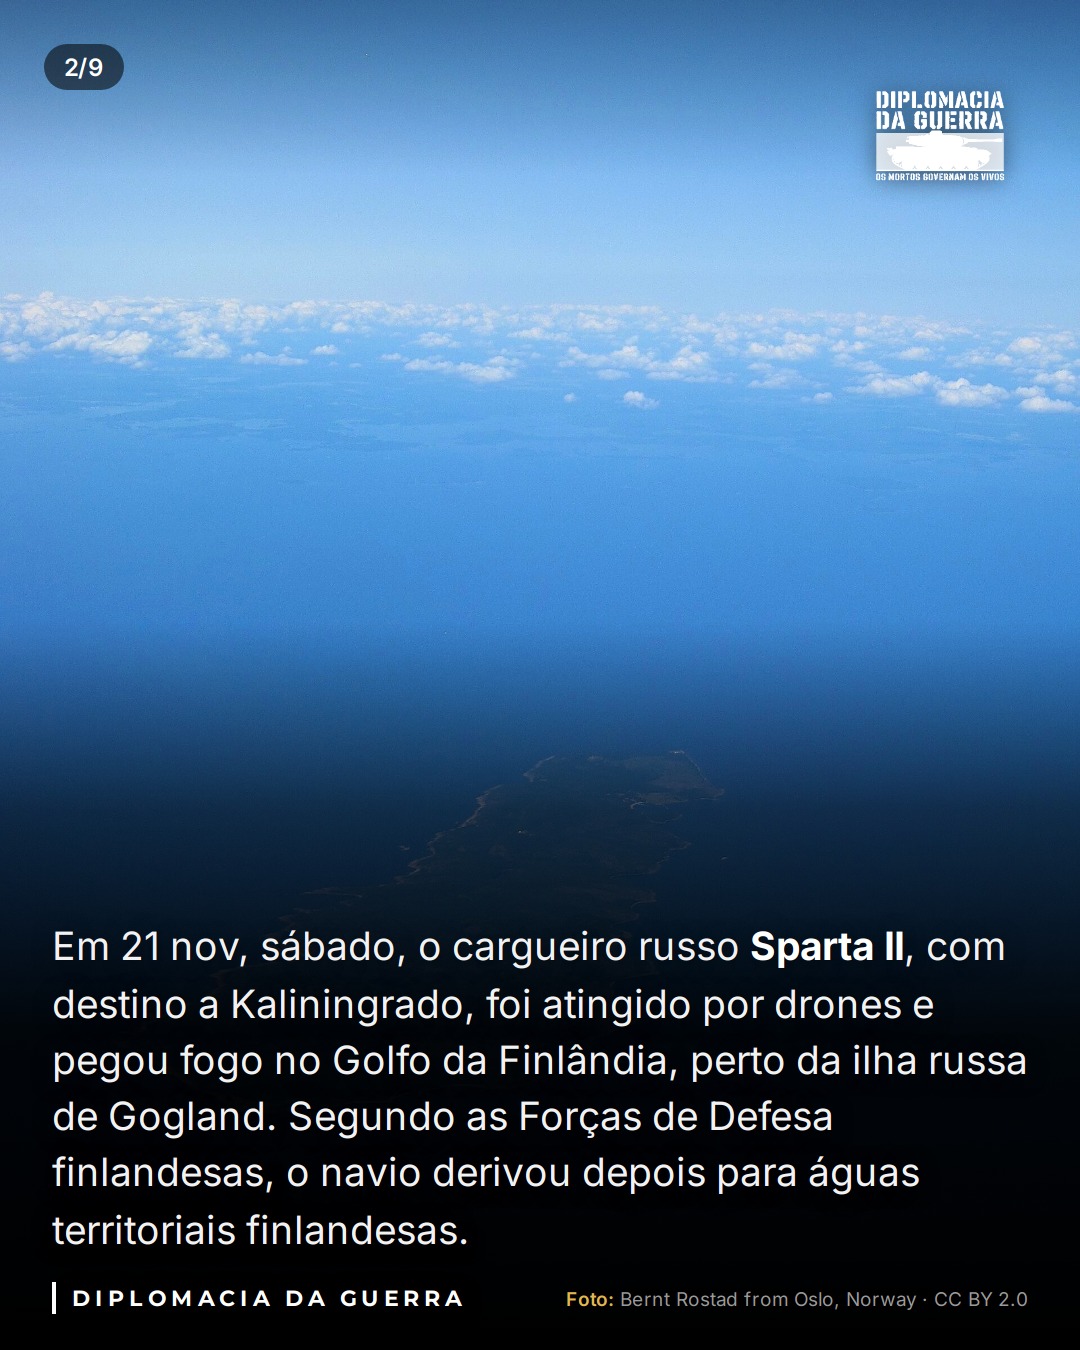 2/9
DIPLOMACIA
DA GUERRA
OS MORTOS GOVERNAM OS VIVOS
Em 21 nov, sábado, o cargueiro russo Sparta II, com
destino a Kaliningrado, foi atingido por drones e
pegou fogo no Golfo da Finlândia, perto da ilha russa
de Gogland. Segundo as Forças de Defesa
finlandesas, o navio derivou depois para águas
territoriais finlandesas.
DIPLOMACIA DA GUERRA
Foto: Bernt Rostad from Oslo, Norway · CC BY 2.0